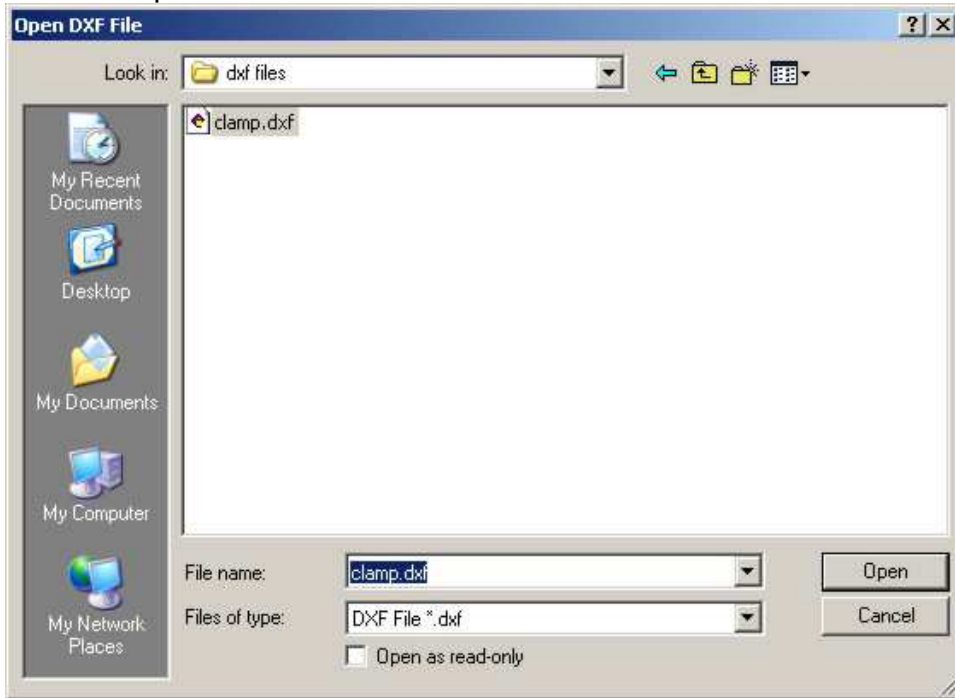 Open DXF File
Look in: dxf files
clamp.dxf
My Recent
Documents
Desktop
My Documents
My Computer
My Network
Places
File name: clamp.dxf Open
Files of type: DXF File *.dxf Cancel
Open as read-only